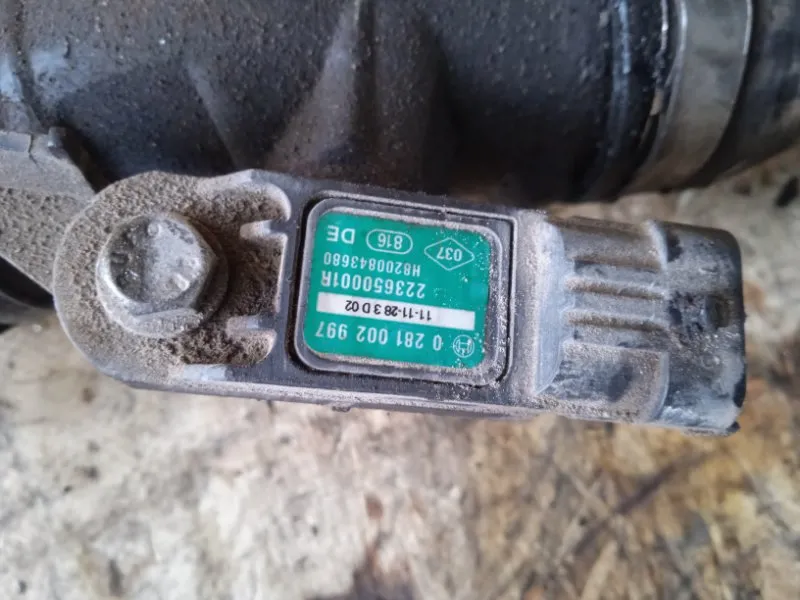 0 281 002 997
11-11-28 3 D 02
223650001R
H8200843680
037 816 DE